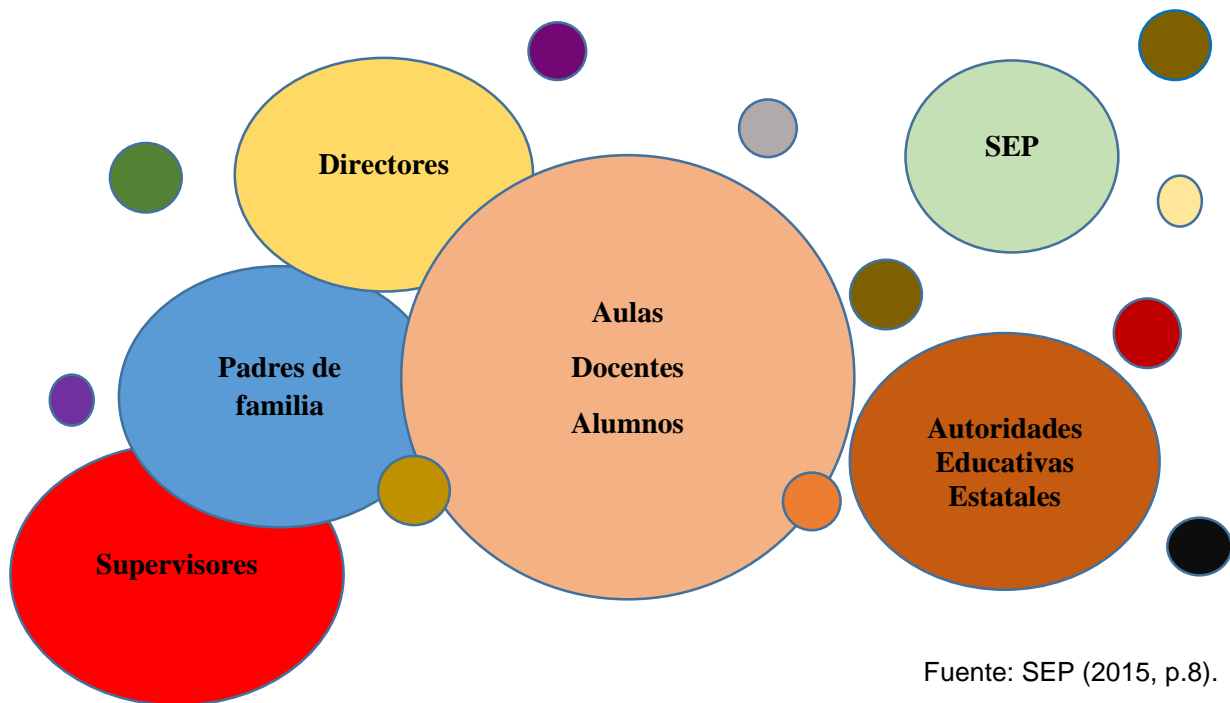 Directores
SEP
Aulas
Docentes
Alumnos
Padres de
familia
Autoridades
Educativas
Estatales
Supervisores
Fuente: SEP (2015, p.8).